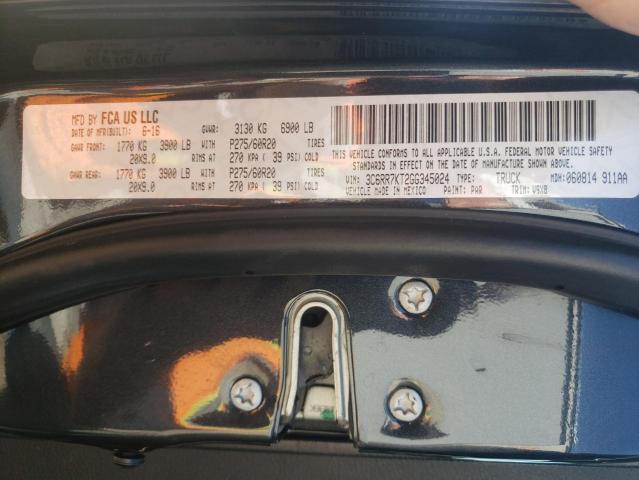 MFD BY FCA US LLC
DATE OF MFR(BUILT): 6-16 GVWR: 3130 KG 6900 LB
GAWR FRONT: 1770 KG 3900 LB WITH P275/60R20 TIRES
20X9.0 RIMS AT 270 KPA ( 39 PSI) COLD
GAWR REAR: 1770 KG 3900 LB WITH P275/60R20 TIRES
20X9.0 RIMS AT 270 KPA ( 39 PSI) COLD
THIS VEHICLE CONFORMS TO ALL APPLICABLE U.S.A. FEDERAL MOTOR VEHICLE SAFETY
STANDARDS IN EFFECT ON THE DATE OF MANUFACTURE SHOWN ABOVE.
VIN: 3C6RR7KT2GG345024 TYPE: TRUCK MDH: 060814 911AA
VEHICLE MADE IN MEXICO PAINT: PAR TRIM: V9X8